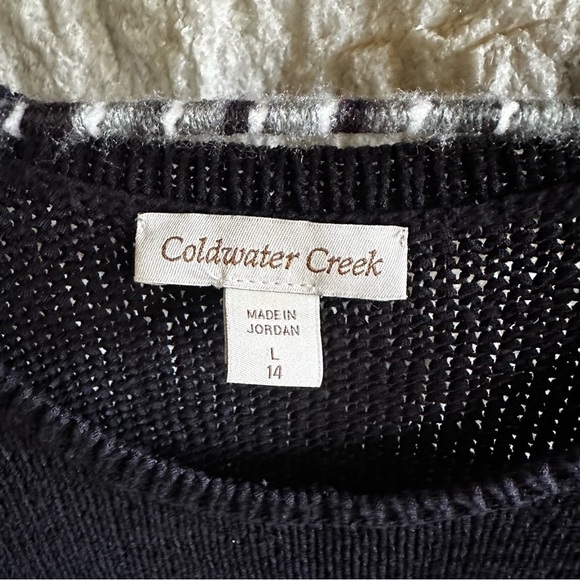 Coldwater Creek
MADE IN
JORDAN
L
14